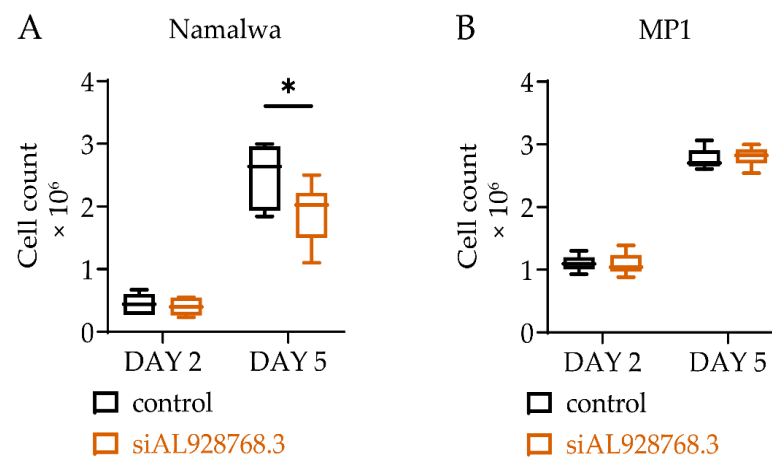 A Namalwa
Cell count
× 10⁶
4
3
2
1
0
*
DAY 2 DAY 5
control
siAL928768.3
B MP1
Cell count
× 10⁶
4
3
2
1
0
DAY 2 DAY 5
control
siAL928768.3